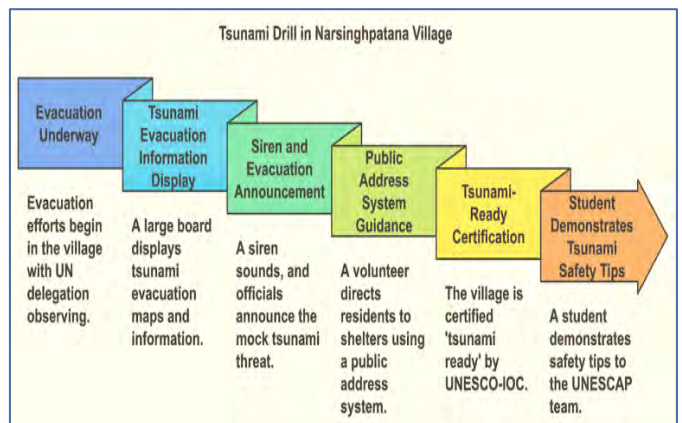 Tsunami Drill in Narsinghpatana Village
Evacuation
Underway
Evacuation
efforts begin
in the village
with UN
delegation
observing.
Tsunami
Evacuation
Information
Display
A large board
displays
tsunami
evacuation
maps and
information.
Siren and
Evacuation
Announcement
A siren
sounds, and
officials
announce the
mock tsunami
threat.
Public
Address
System
Guidance
A volunteer
directs
residents to
shelters using
a public
address
system.
Tsunami-
Ready
Certification
The village is
certified
'tsunami
ready' by
UNESCO-IOC.
Student
Demonstrates
Tsunami
Safety Tips
A student
demonstrates
safety tips to
the UNESCAP
team.